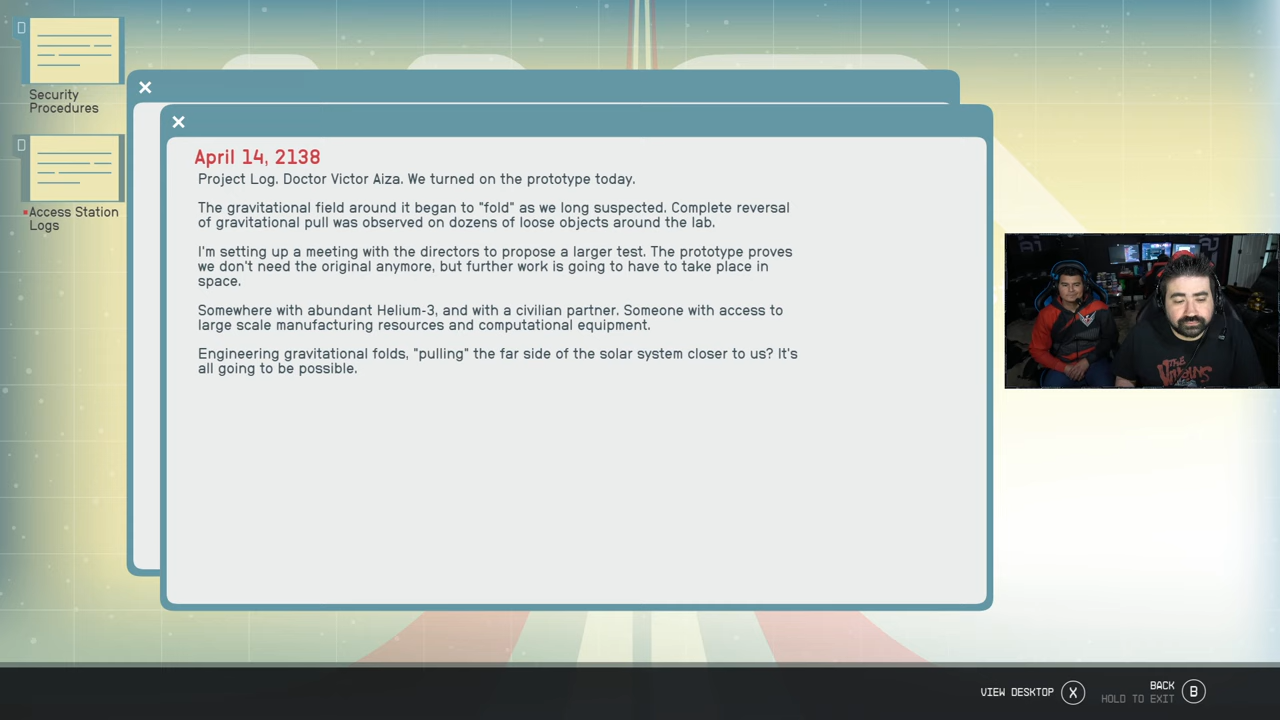 D
Security
Procedures
D
Access Station
Logs
April 14, 2138
Project Log. Doctor Victor Aiza. We turned on the prototype today.
The gravitational field around it began to "fold" as we long suspected. Complete reversal
of gravitational pull was observed on dozens of loose objects around the lab.
I'm setting up a meeting with the directors to propose a larger test. The prototype proves
we don't need the original anymore, but further work is going to have to take place in
space.
Somewhere with abundant Helium-3, and with a civilian partner. Someone with access to
large scale manufacturing resources and computational equipment.
Engineering gravitational folds, "pulling" the far side of the solar system closer to us? It's
all going to be possible.
VIEW DESKTOP X
BACK
HOLD TO EXIT B